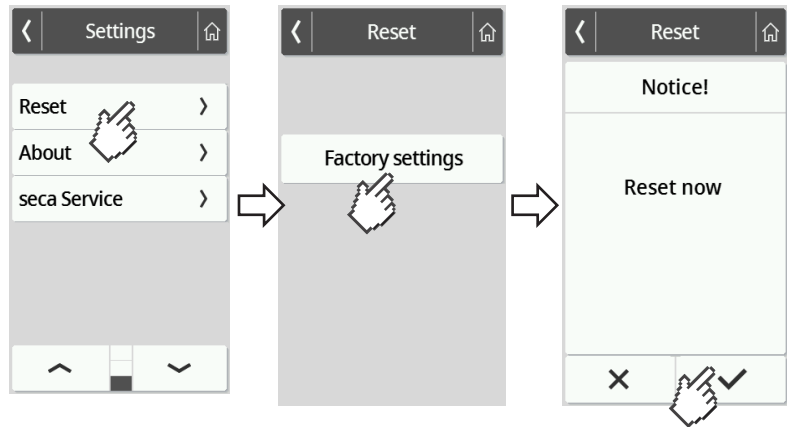 Settings
Reset
About
seca Service
Reset
Factory settings
Reset
Notice!
Reset now